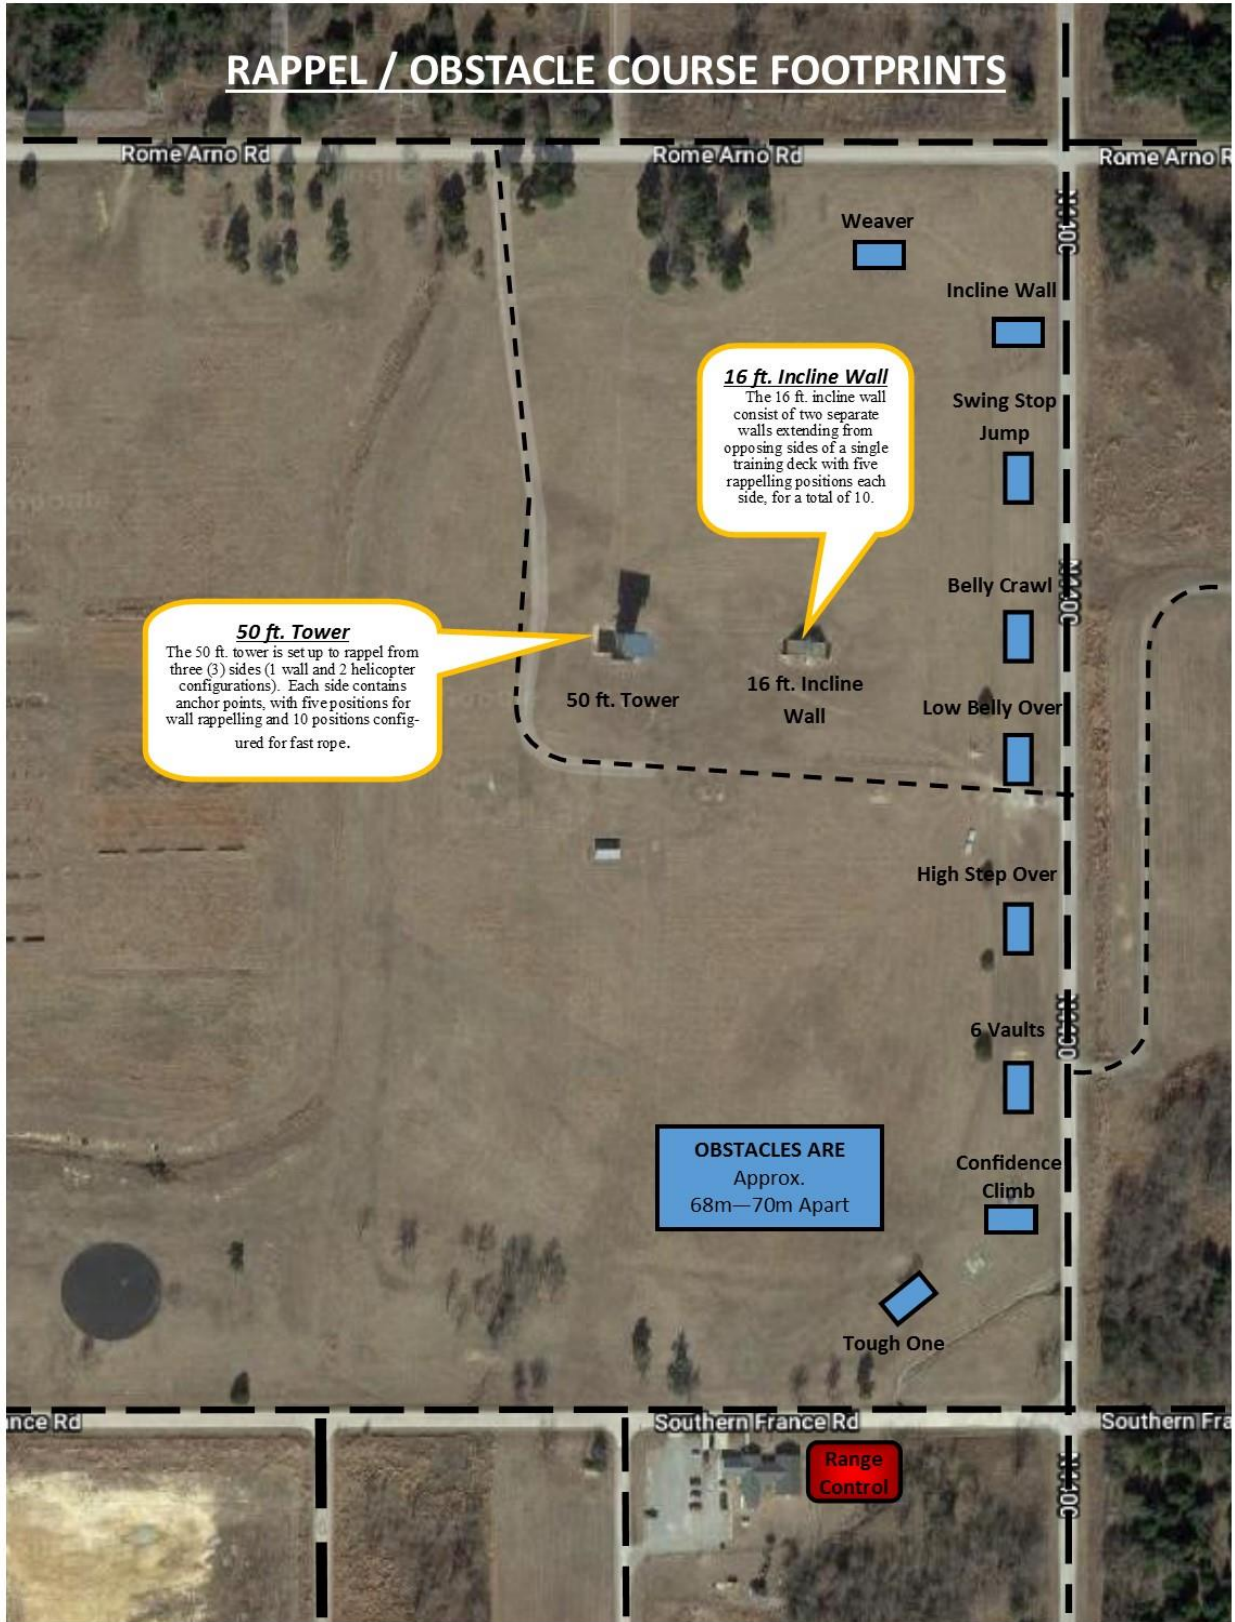 RAPPEL / OBSTACLE COURSE FOOTPRINTS
Rome Arno Rd
Rome Arno Rd
Rome Arno R
Weaver
Incline Wall
16 ft. Incline Wall
The 16 ft. incline wall
consist of two separate
walls extending from
opposing sides of a single
training deck with five
rappelling positions each
side, for a total of 10.
Swing Stop
Jump
Belly Crawl
50 ft. Tower
The 50 ft. tower is set up to rappel from
three (3) sides (1 wall and 2 helicopter
configurations). Each side contains
anchor points, with five positions for
wall rappelling and 10 positions config-
ured for fast rope.
50 ft. Tower
16 ft. Incline
Wall
Low Belly Over
High Step Over
6 Vaults
OBSTACLES ARE
Approx.
68m—70m Apart
Confidence
Climb
Tough One
nce Rd
Southern France Rd
Southern Fra
Range
Control